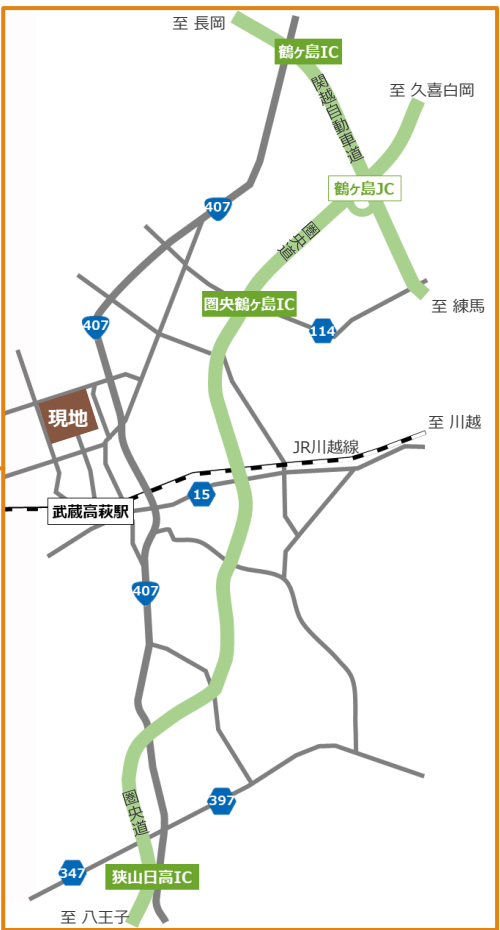 至 長岡
鶴ヶ島IC
至 久喜白岡
関越自動車道
鶴ヶ島JC
407
圏央道
圏央鶴ヶ島IC
至 練馬
407
114
現地
至 川越
JR川越線
15
武蔵高萩駅
407
圏央道
397
347
狭山日高IC
至 八王子